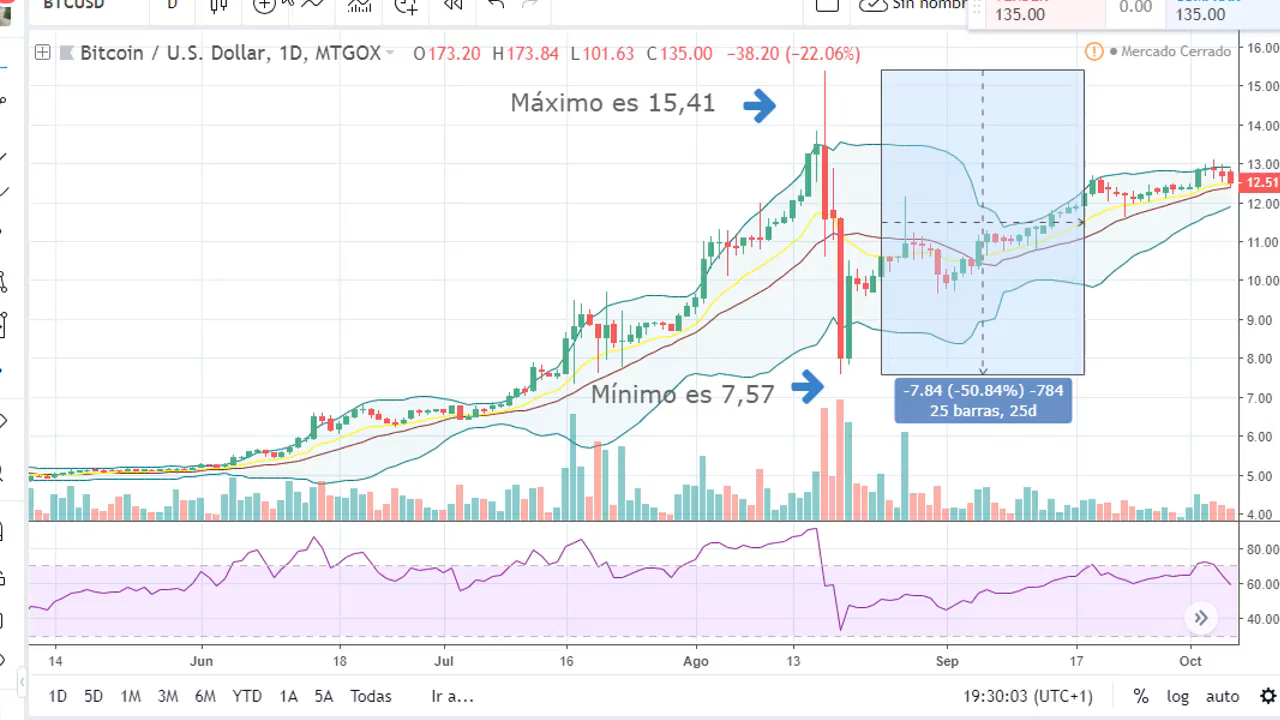 BTCUSD D Sin nombr
135.00 0.00 135.00
Bitcoin / U.S. Dollar, 1D, MTGOX O173.20 H173.84 L101.63 C135.00 −38.20 (−22.06%)
Mercado Cerrado
Máximo es 15,41
Mínimo es 7,57
-7.84 (-50.84%) -784
25 barras, 25d
16.00
15.00
14.00
13.00
12.51
12.00
11.00
10.00
9.00
8.00
7.00
6.00
5.00
4.00
80.00
60.00
40.00
14 Jun 18 Jul 16 Ago 13 Sep 17 Oct
1D 5D 1M 3M 6M YTD 1A 5A Todas Ir a... 19:30:03 (UTC+1) % log auto